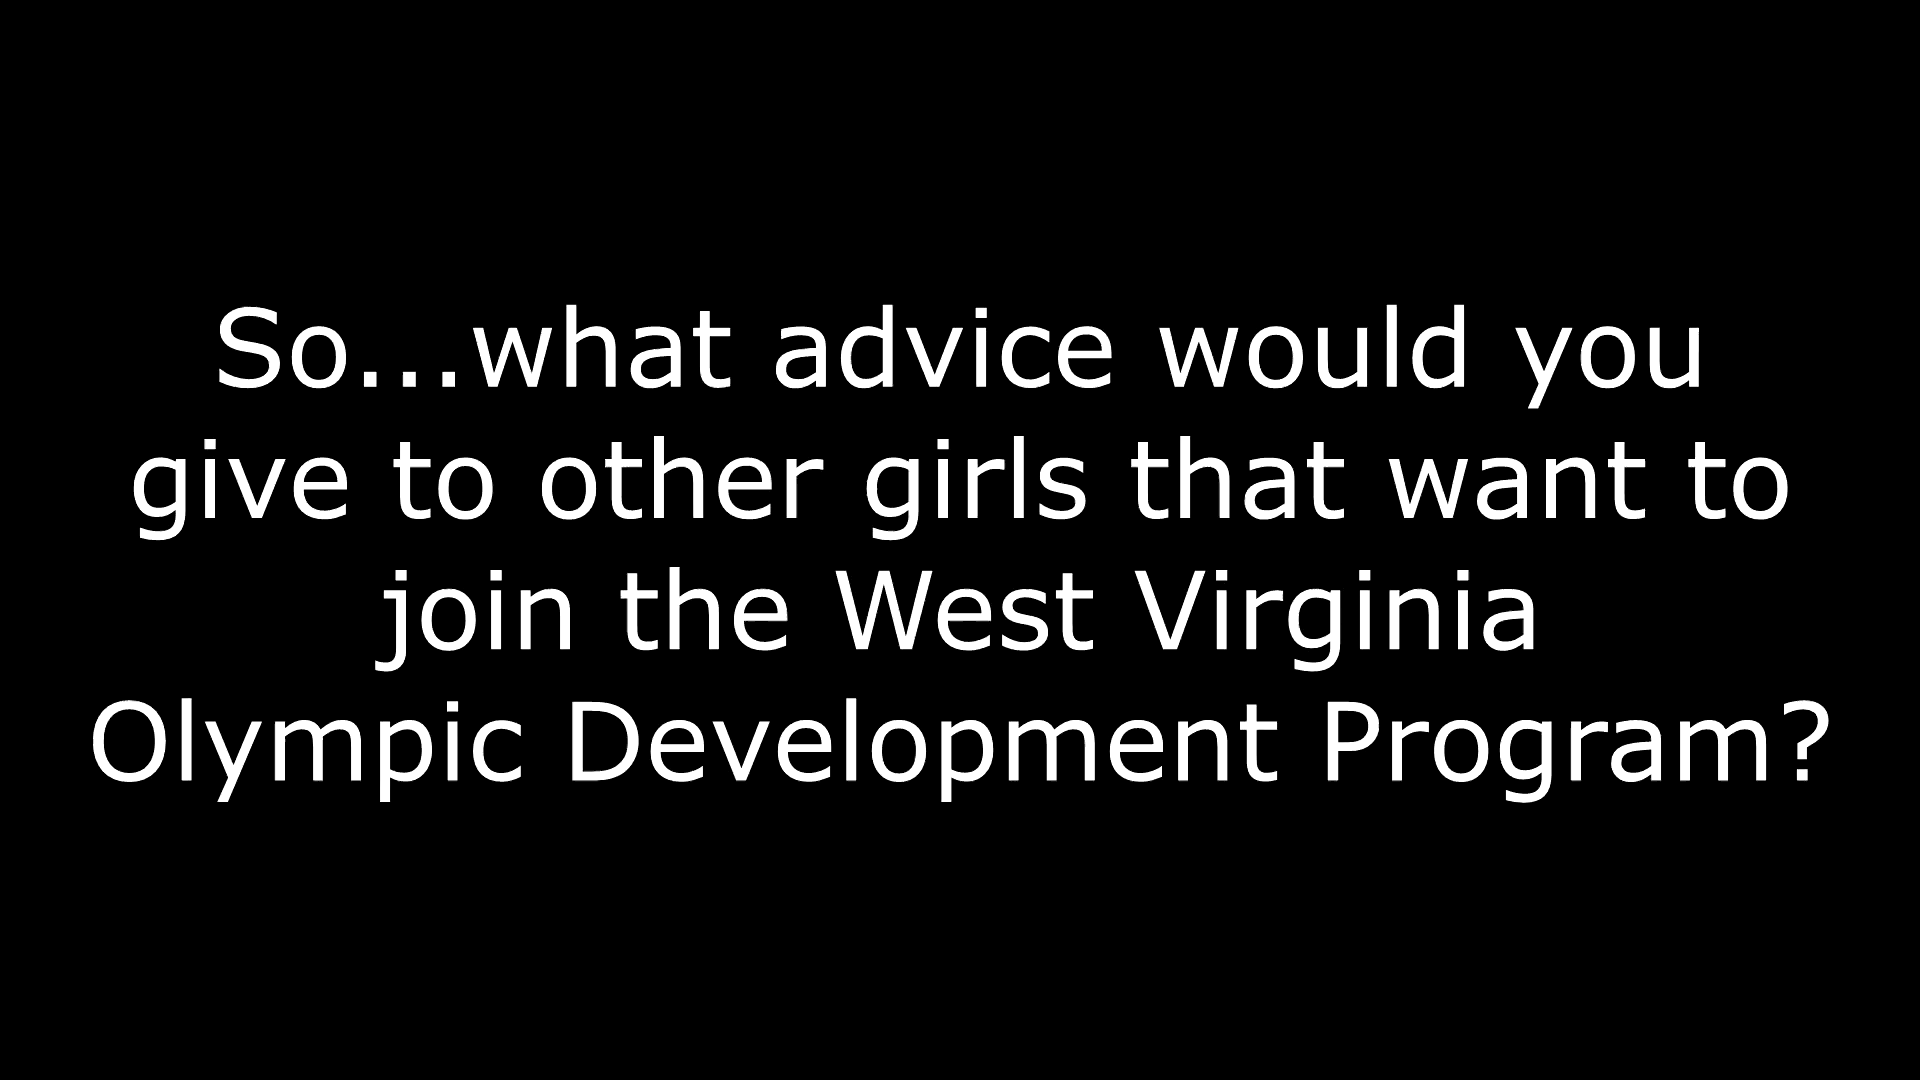 So...what advice would you
give to other girls that want to
join the West Virginia
Olympic Development Program?